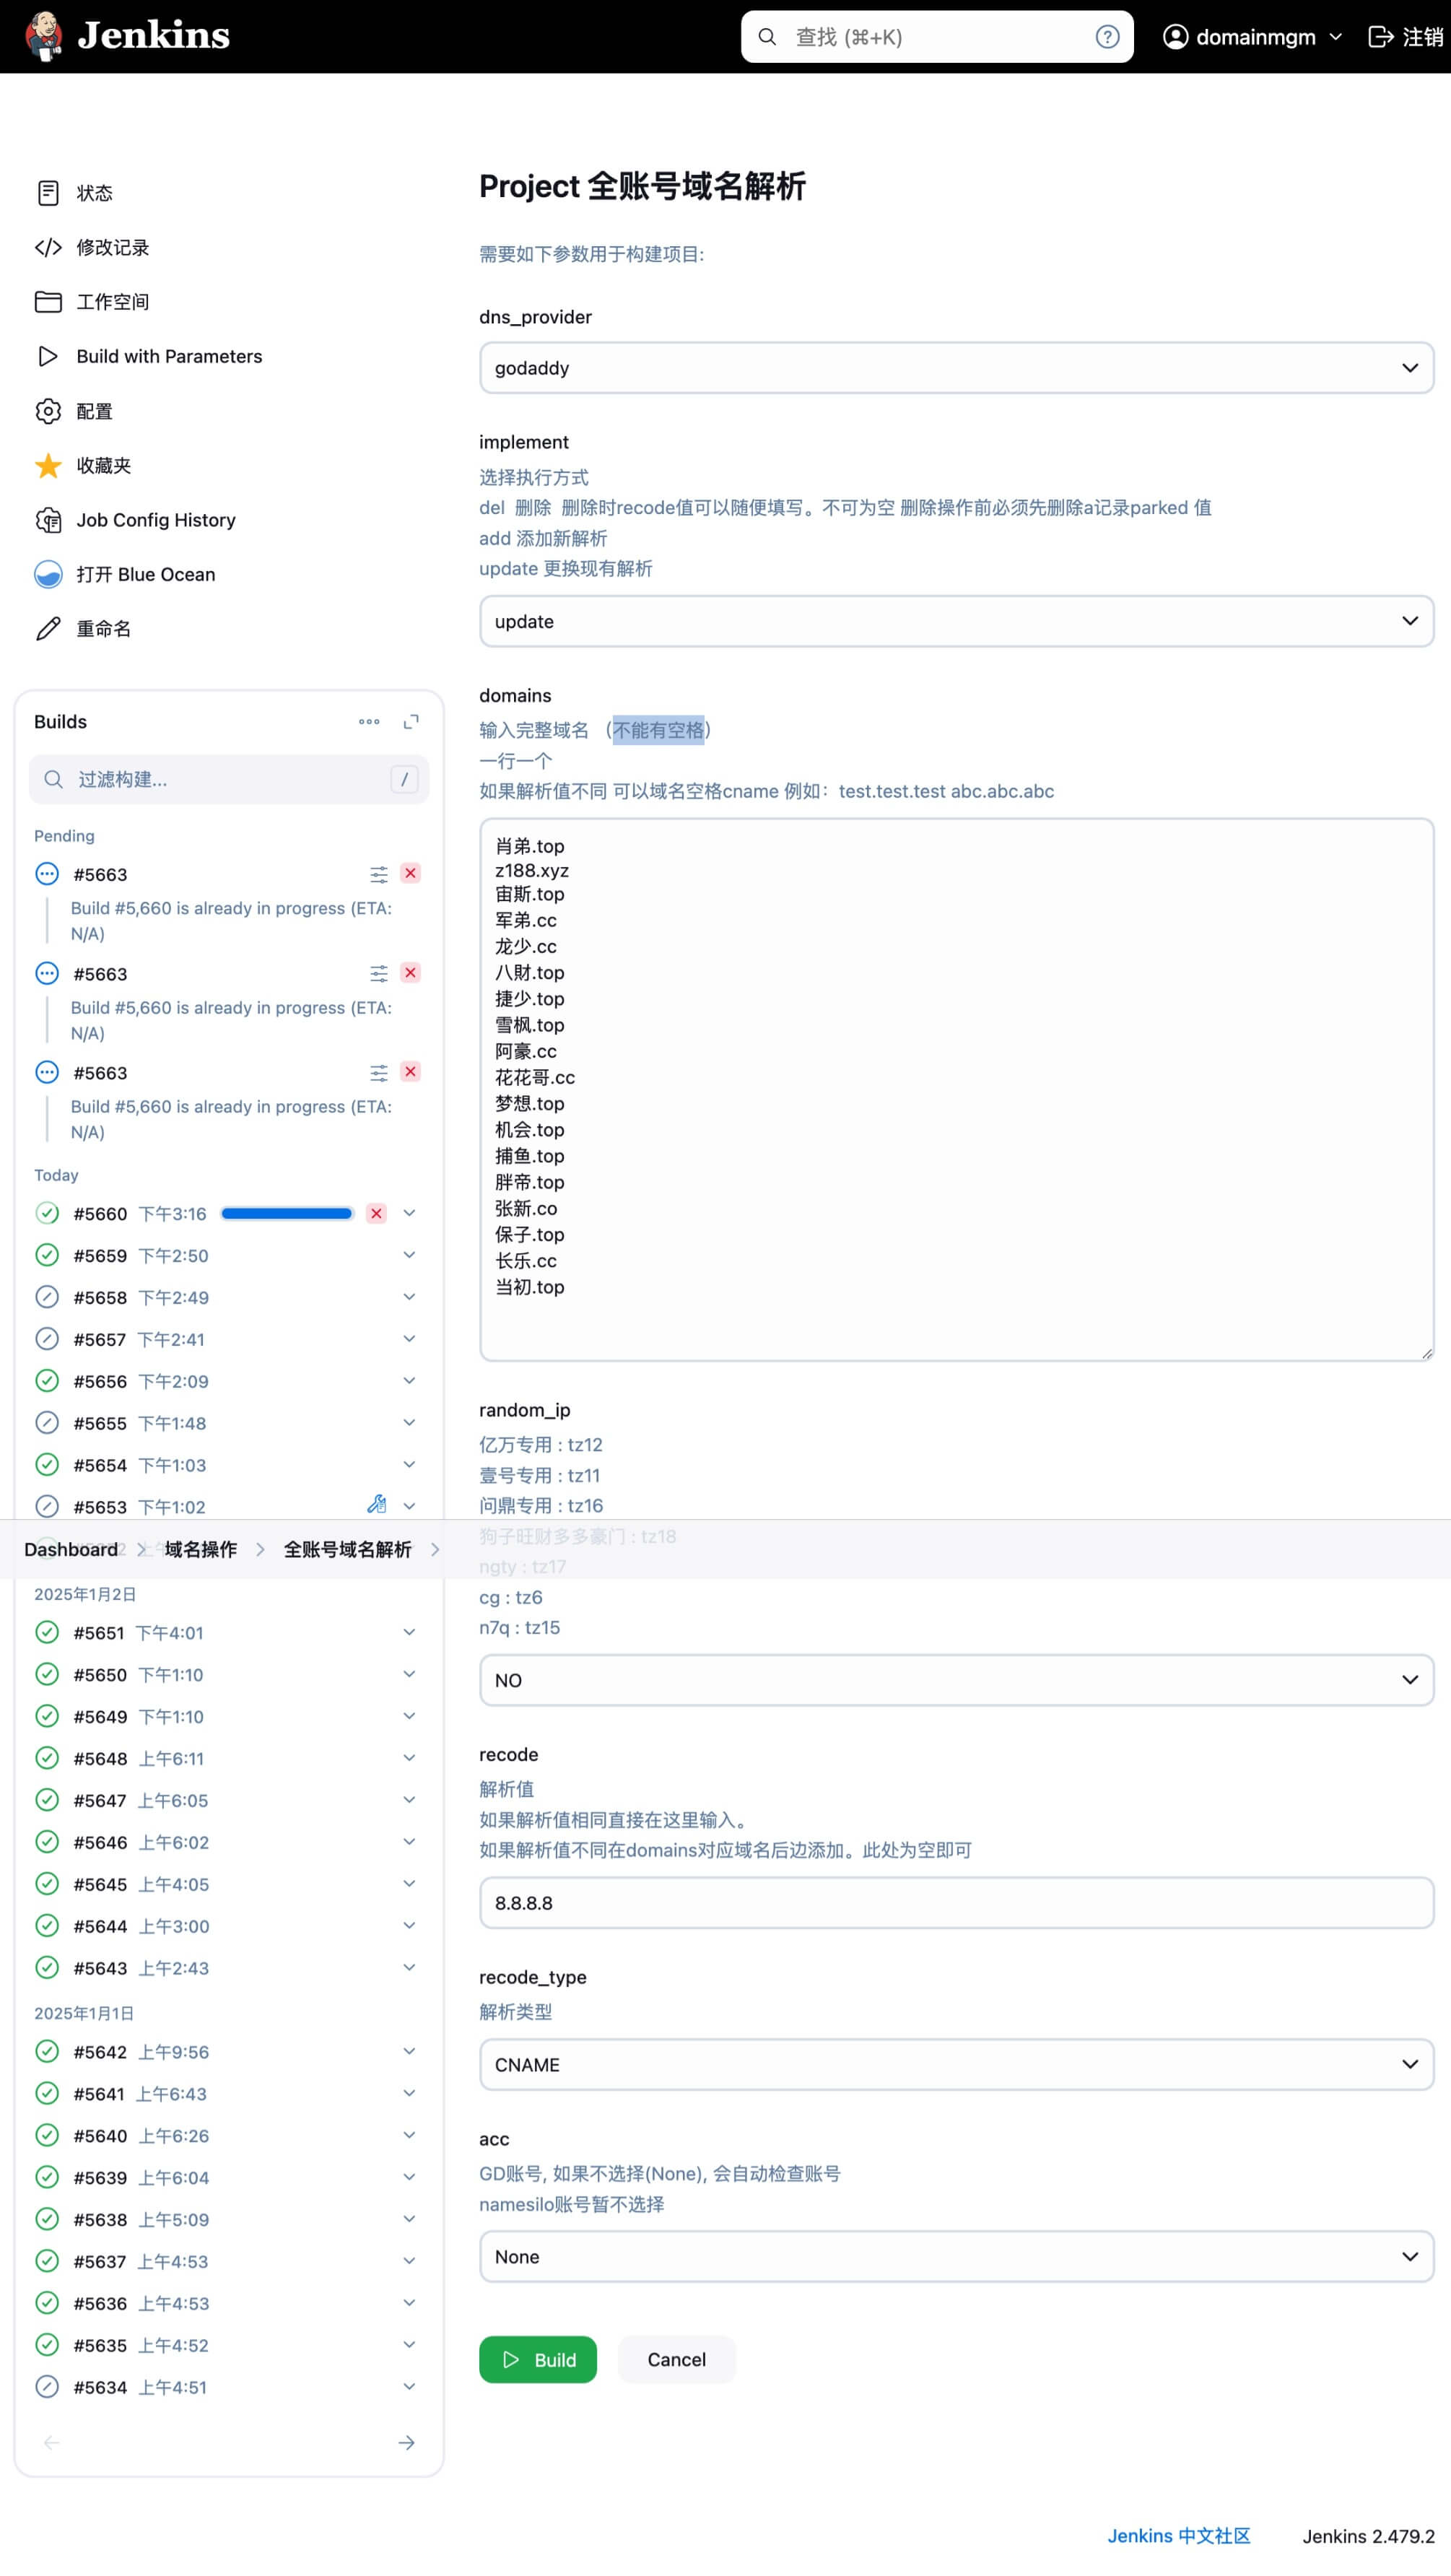 Jenkins
查找 (⌘+K)
domainmgm
注销
状态
修改记录
工作空间
Build with Parameters
配置
收藏夹
Job Config History
打开 Blue Ocean
重命名
Builds
过滤构建...
/
Pending
#5663
Build #5,660 is already in progress (ETA:
N/A)
#5663
Build #5,660 is already in progress (ETA:
N/A)
#5663
Build #5,660 is already in progress (ETA:
N/A)
Today
#5660 下午3:16
#5659 下午2:50
#5658 下午2:49
#5657 下午2:41
#5656 下午2:09
#5655 下午1:48
#5654 下午1:03
#5653 下午1:02
Dashboard > 域名操作 > 全账号域名解析 >
2025年1月2日
#5651 下午4:01
#5650 下午1:10
#5649 下午1:10
#5648 上午6:11
#5647 上午6:05
#5646 上午6:02
#5645 上午4:05
#5644 上午3:00
#5643 上午2:43
2025年1月1日
#5642 上午9:56
#5641 上午6:43
#5640 上午6:26
#5639 上午6:04
#5638 上午5:09
#5637 上午4:53
#5636 上午4:53
#5635 上午4:52
#5634 上午4:51
Project 全账号域名解析
需要如下参数用于构建项目:
dns_provider
godaddy
implement
选择执行方式
del 删除 删除时recode值可以随便填写。不可为空 删除操作前必须先删除a记录parked 值
add 添加新解析
update 更换现有解析
update
domains
输入完整域名 （不能有空格）
一行一个
如果解析值不同 可以域名空格cname 例如：test.test.test abc.abc.abc
肖弟.top
z188.xyz
宙斯.top
军弟.cc
龙少.cc
八財.top
捷少.top
雪枫.top
阿豪.cc
花花哥.cc
梦想.top
机会.top
捕鱼.top
胖帝.top
张新.co
保子.top
长乐.cc
当初.top
random_ip
亿万专用 : tz12
壹号专用 : tz11
问鼎专用 : tz16
狗子旺财多多豪门 : tz18
ngty : tz17
cg : tz6
n7q : tz15
NO
recode
解析值
如果解析值相同直接在这里输入。
如果解析值不同在domains对应域名后边添加。此处为空即可
8.8.8.8
recode_type
解析类型
CNAME
acc
GD账号, 如果不选择(None), 会自动检查账号
namesilo账号暂不选择
None
Build
Cancel
Jenkins 中文社区
Jenkins 2.479.2